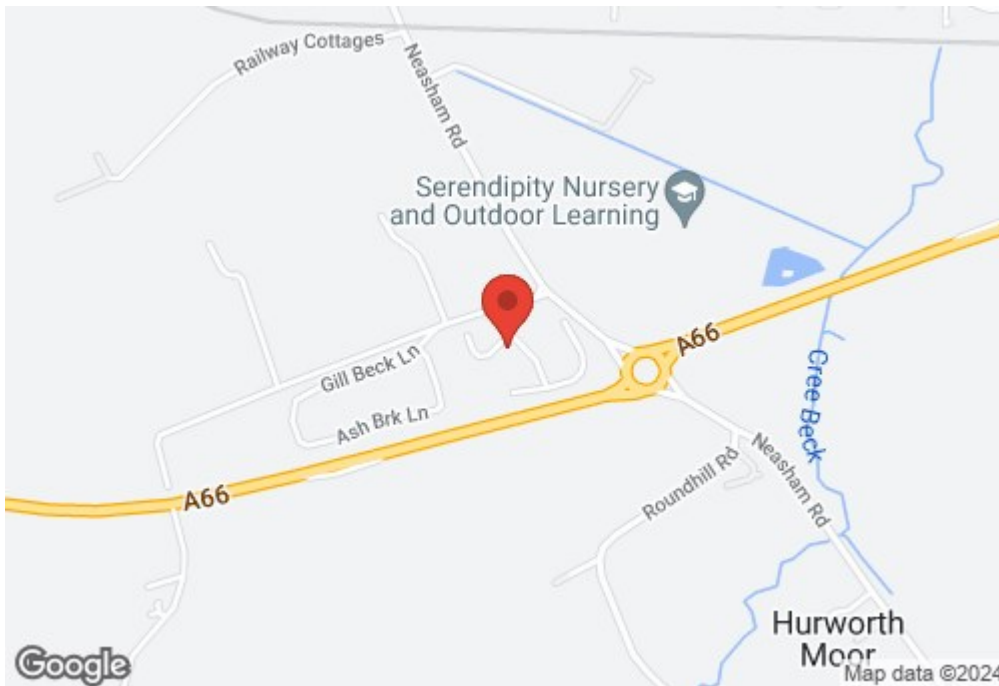 Railway Cottages
Neasham Rd
Serendipity Nursery
and Outdoor Learning
A66
Gill Beck Ln
Ash Brk Ln
A66
Cree Beck
Roundhill Rd
Neasham Rd
Hurworth
Moor
Google
Map data ©2024